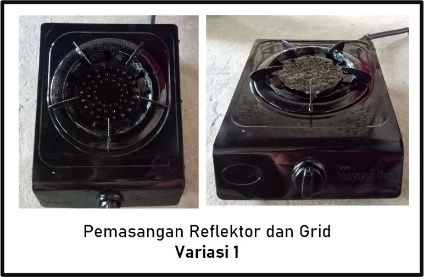 Pemasangan Reflektor dan Grid
Variasi 1